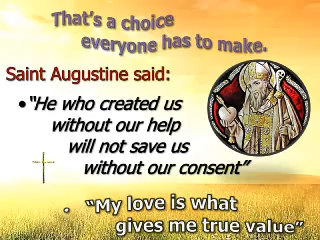 That's a choice
everyone has to make.
Saint Augustine said:
•“He who created us
without our help
will not save us
without our consent”
. “My love is what
gives me true value”